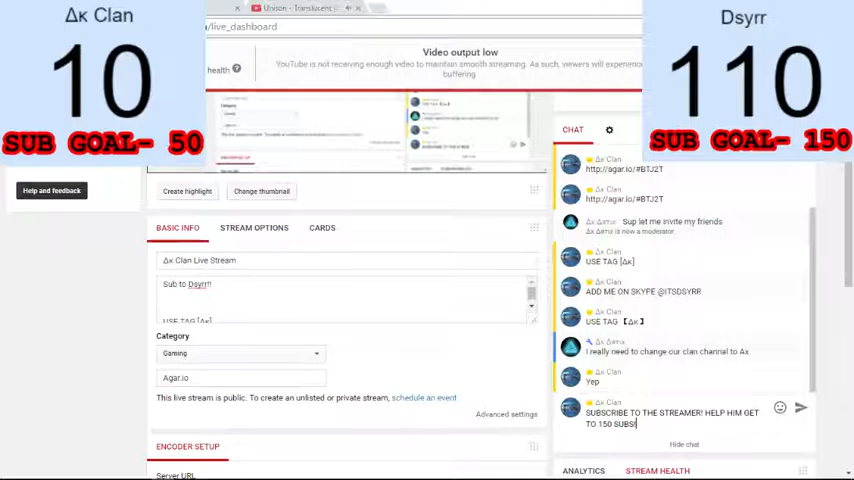 Δκ Clan
10
SUB GOAL- 50
Dsyrr
110
SUB GOAL- 150
Unison - Translucent
/live_dashboard
health
Video output low
YouTube is not receiving enough video to maintain smooth streaming. As such, viewers will experience
buffering
Help and feedback
Create highlight
Change thumbnail
BASIC INFO
STREAM OPTIONS
CARDS
Δκ Clan Live Stream
Sub to Dsyrr!!
USE TAG [Δκ]
Category
Gaming
Agar.io
This live stream is public. To create an unlisted or private stream, schedule an event
Advanced settings
ENCODER SETUP
Server URL
CHAT
Δκ Clan
http://agar.io/#BTJ2T
Δκ Clan
http://agar.io/#BTJ2T
Sup let me invite my friends
is now a moderator.
Δκ Clan
USE TAG [Δκ]
Δκ Clan
ADD ME ON SKYPE @ITSDSYRR
Δκ Clan
USE TAG 【Δκ】
I really need to change our clan channel to Ax
Δκ Clan
Yep
Δκ Clan
SUBSCRIBE TO THE STREAMER! HELP HIM GET
TO 150 SUBS!
Hide chat
ANALYTICS
STREAM HEALTH